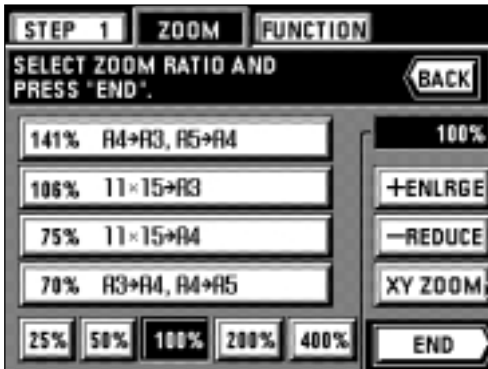 STEP 1 ZOOM FUNCTION
SELECT ZOOM RATIO AND
PRESS "END".
BACK
141% A4→A3, A5→A4
100%
106% 11×15→A3
+ENLRGE
75% 11×15→A4
−REDUCE
70% A3→A4, A4→A5
XY ZOOM
25% 50% 100% 200% 400%
END